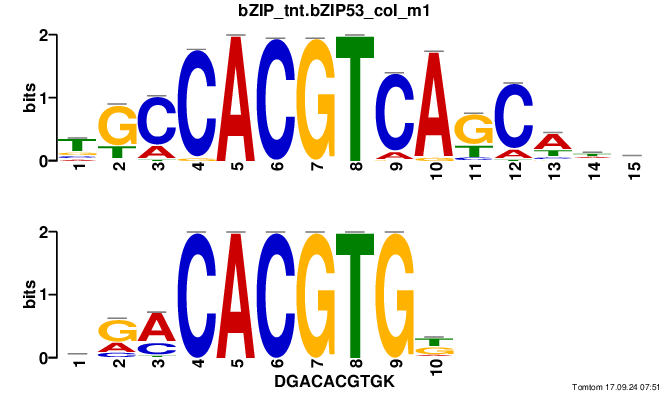 bZIP_tnt.bZIP53_col_m1
bits
2
1
0
T G C C A C G T C A G C A T
T A T A
1 2 3 4 5 6 7 8 9 10 11 12 13 14 15
bits
2
1
0
G A C A C G T G T
A C G
1 2 3 4 5 6 7 8 9 10
DGACACGTGK
Tomtom 17.09.24 07:51